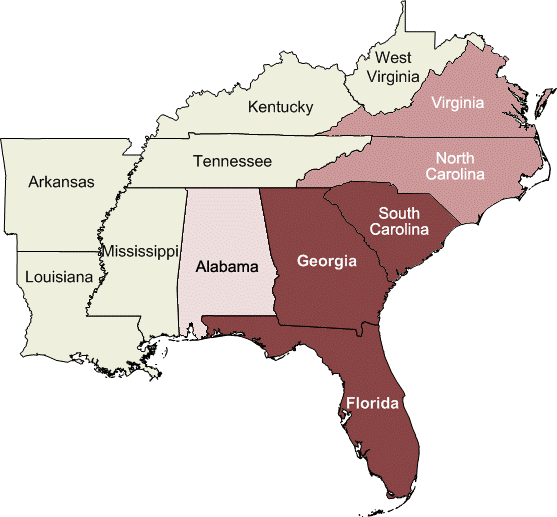 West
Virginia
Kentucky
Virginia
Tennessee
North
Carolina
Arkansas
South
Carolina
Mississippi
Louisiana
Alabama
Georgia
Florida